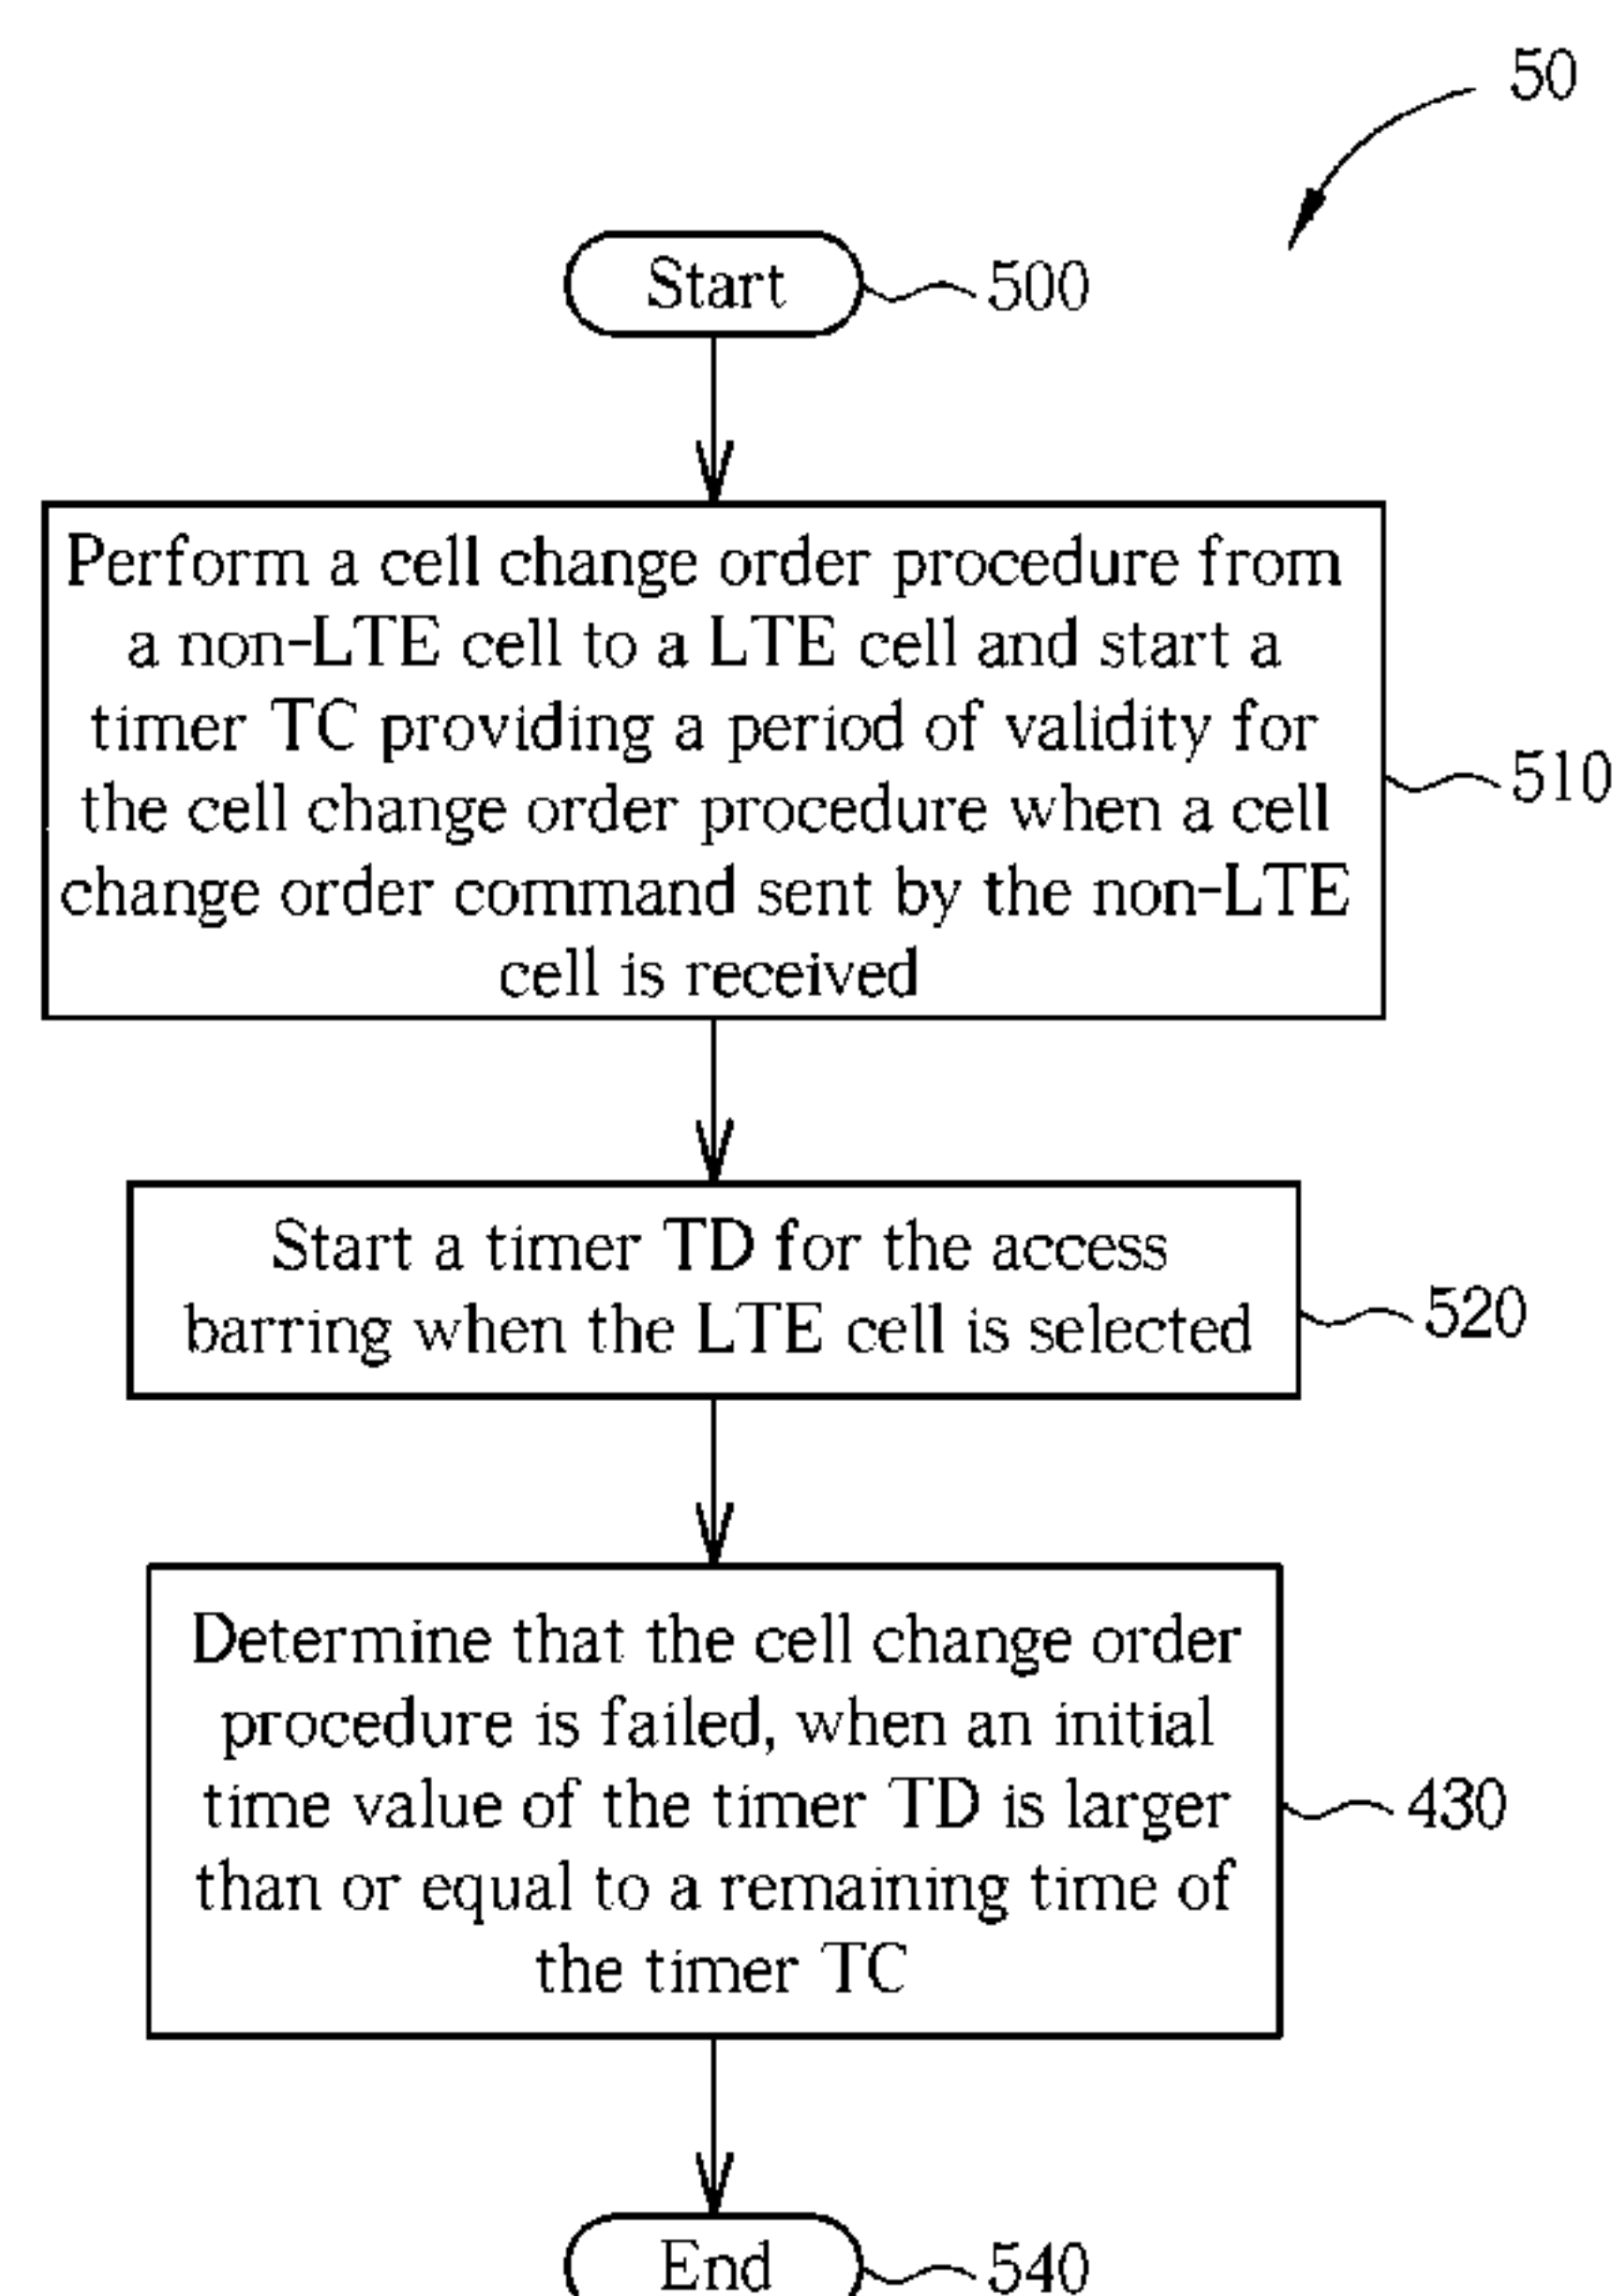 50
Start
500
Perform a cell change order procedure from
a non-LTE cell to a LTE cell and start a
timer TC providing a period of validity for
the cell change order procedure when a cell
change order command sent by the non-LTE
cell is received
510
Start a timer TD for the access
barring when the LTE cell is selected
520
Determine that the cell change order
procedure is failed, when an initial
time value of the timer TD is larger
than or equal to a remaining time of
the timer TC
430
End
540